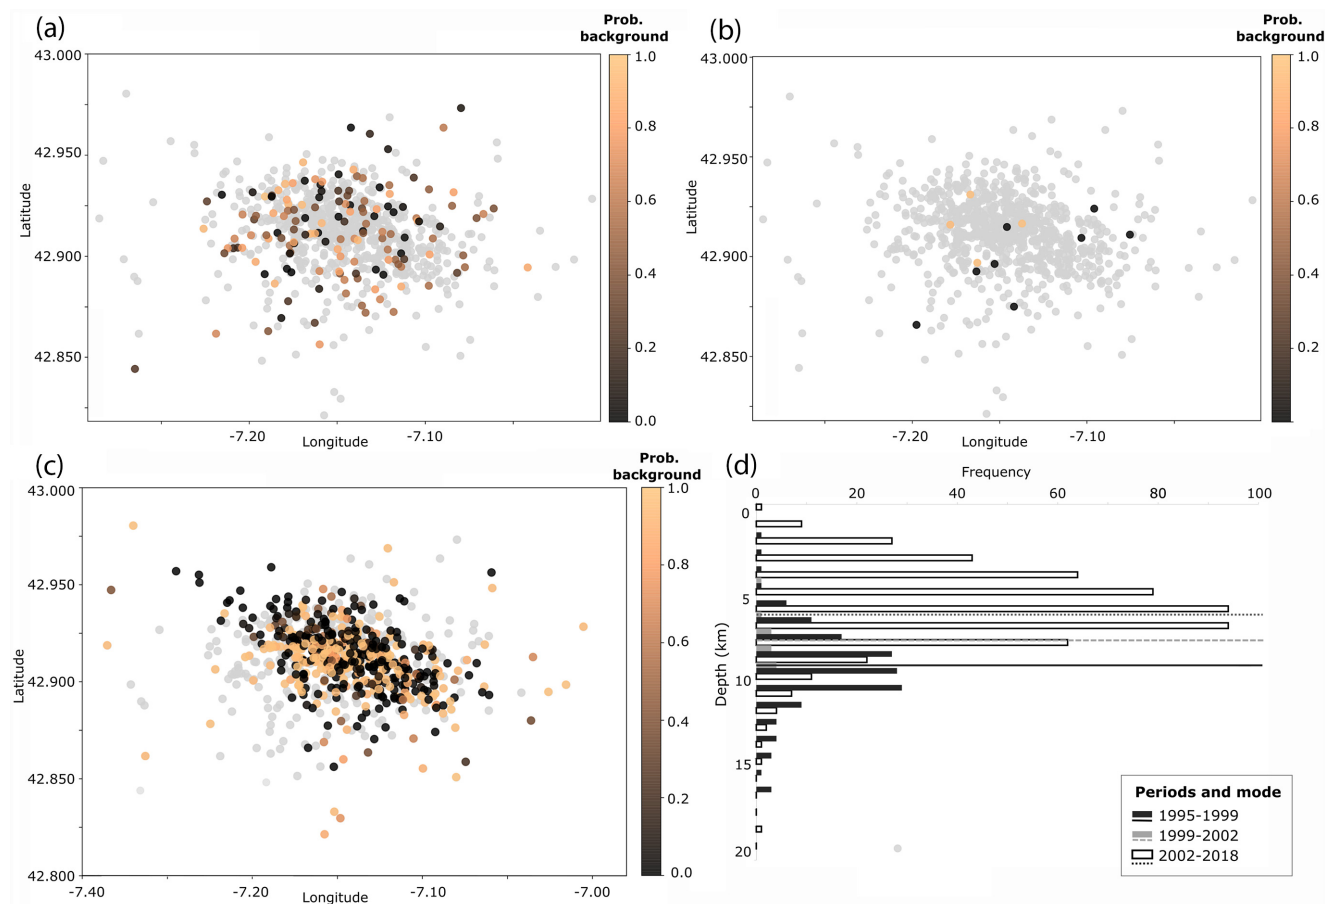 (a)
Prob.
background
43.000
42.950
42.900
42.850
Latitude
-7.20
-7.10
Longitude
1.0
0.8
0.6
0.4
0.2
0.0
(b)
Prob.
background
43.000
42.950
42.900
42.850
Latitude
-7.20
-7.10
Longitude
1.0
0.8
0.6
0.4
0.2
(c)
Prob.
background
43.000
42.950
42.900
42.850
42.800
Latitude
-7.40
-7.20
-7.10
-7.00
Longitude
1.0
0.8
0.6
0.4
0.2
0.0
(d)
Frequency
0 20 40 60 80 100
0
5
10
15
20
Depth (km)
Periods and mode
1995-1999
1999-2002
2002-2018